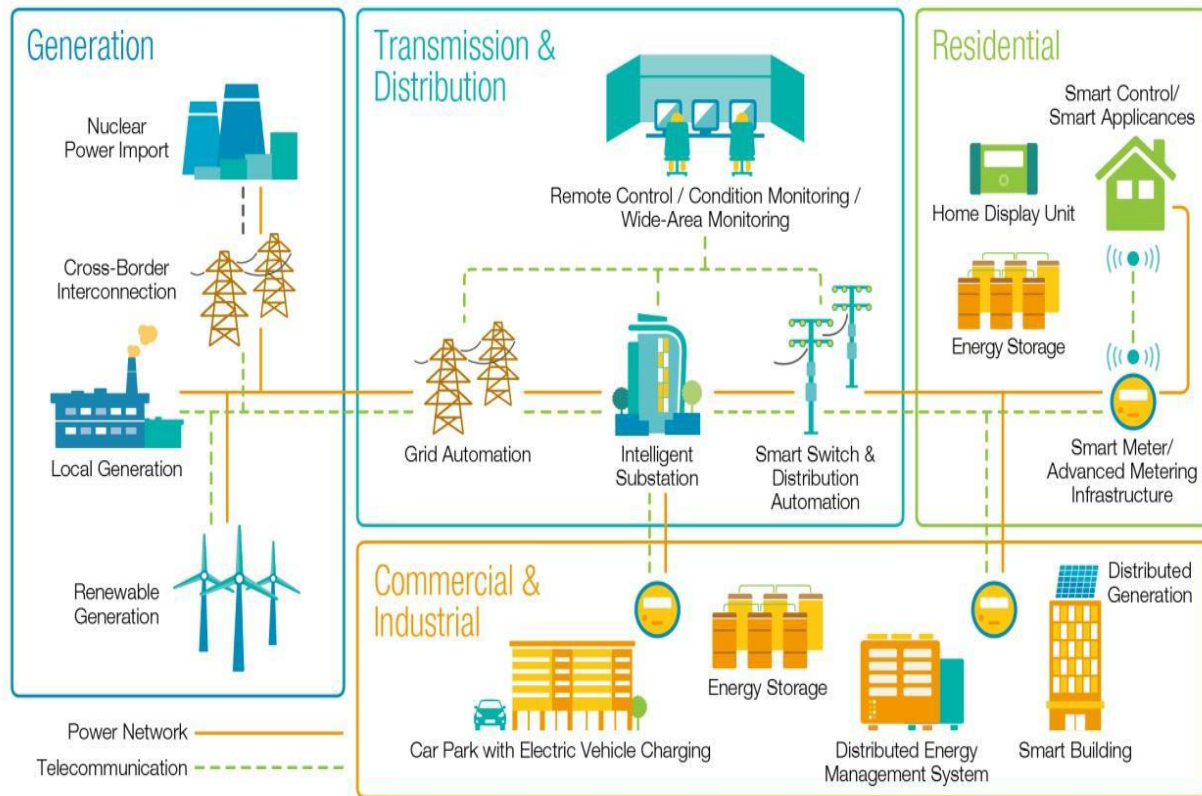 Generation
Nuclear
Power Import
Cross-Border
Interconnection
Local Generation
Renewable
Generation
Power Network
Telecommunication
Transmission &
Distribution
Remote Control / Condition Monitoring /
Wide-Area Monitoring
Grid Automation
Intelligent
Substation
Smart Switch &
Distribution
Automation
Residential
Smart Control/
Smart Applicances
Home Display Unit
Energy Storage
Smart Meter/
Advanced Metering
Infrastructure
Commercial &
Industrial
Car Park with Electric Vehicle Charging
Energy Storage
Distributed Energy
Management System
Distributed
Generation
Smart Building